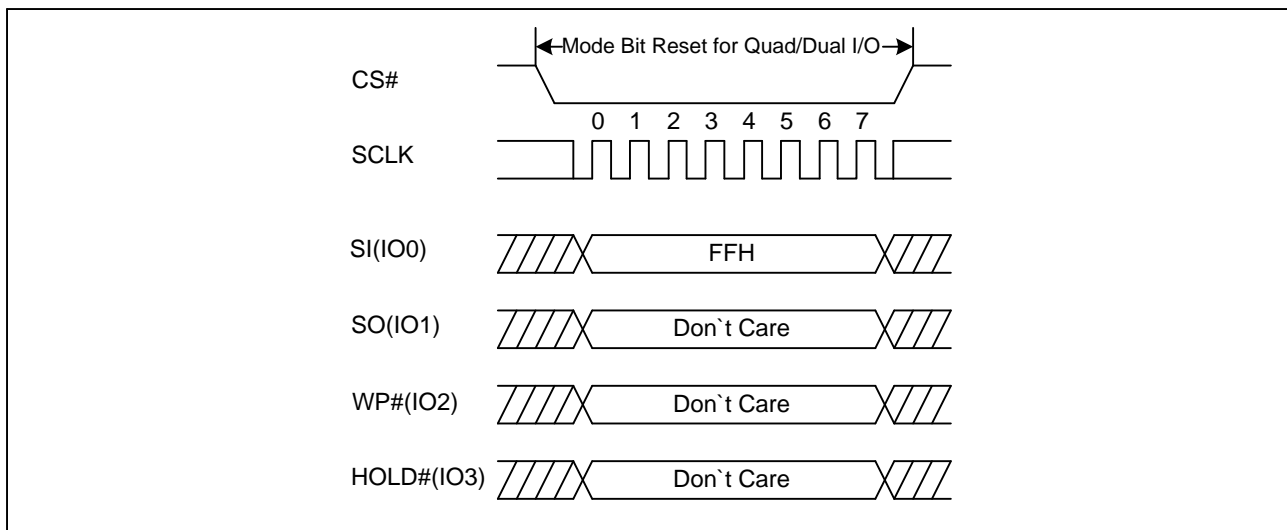 Mode Bit Reset for Quad/Dual I/O
CS#
0 1 2 3 4 5 6 7
SCLK
SI(IO0) FFH
SO(IO1) Don`t Care
WP#(IO2) Don`t Care
HOLD#(IO3) Don`t Care